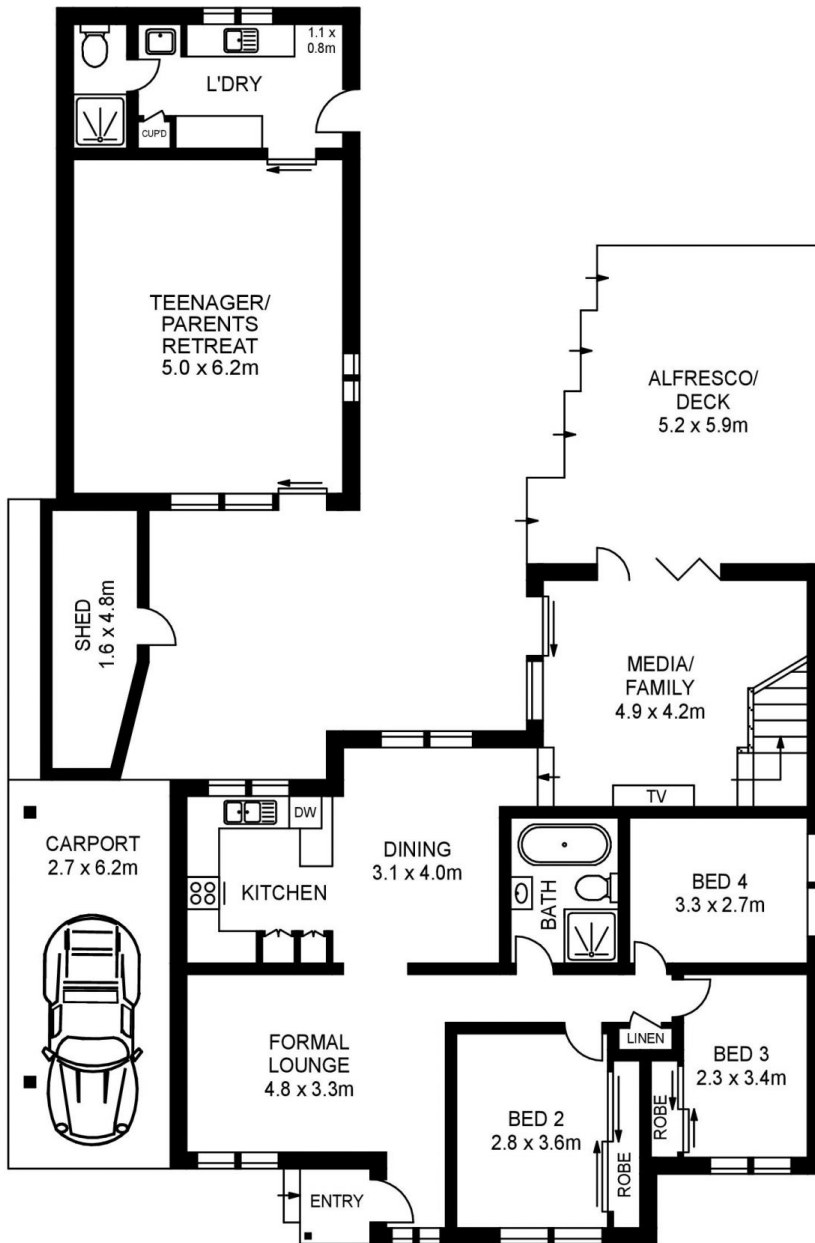 1.1 x
0.8m
L'DRY
CUP'D
TEENAGER/
PARENTS
RETREAT
5.0 x 6.2m
ALFRESCO/
DECK
5.2 x 5.9m
SHED
1.6 x 4.8m
MEDIA/
FAMILY
4.9 x 4.2m
TV
CARPORT
2.7 x 6.2m
DW
KITCHEN
DINING
3.1 x 4.0m
BATH
BED 4
3.3 x 2.7m
FORMAL
LOUNGE
4.8 x 3.3m
LINEN
BED 3
2.3 x 3.4m
ROBE
BED 2
2.8 x 3.6m
ROBE
ENTRY